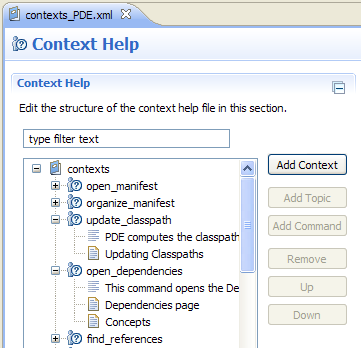 contexts_PDE.xml
Context Help
Context Help
Edit the structure of the context help file in this section.
type filter text
contexts
open_manifest
organize_manifest
update_classpath
PDE computes the classpath
Updating Classpaths
open_dependencies
This command opens the De
Dependencies page
Concepts
find_references
Add Context
Add Topic
Add Command
Remove
Up
Down